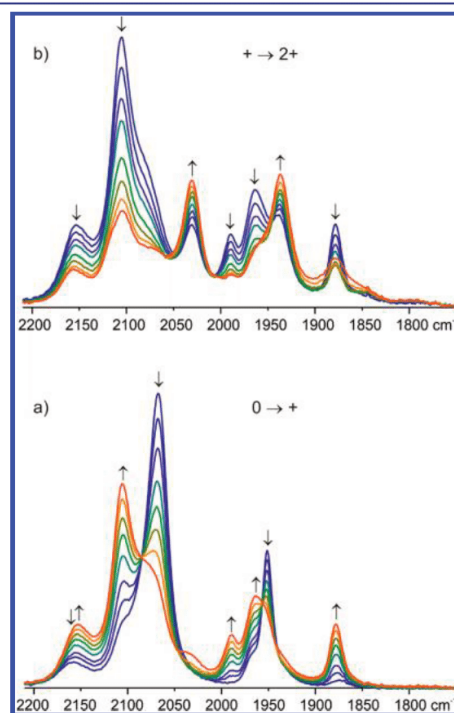 b) + → 2+
↓
↓ ↑ ↓ ↓ ↑ ↓
2200 2150 2100 2050 2000 1950 1900 1850 1800 cm⁻
a) 0 → +
↓
↑
↓↑ ↑ ↑ ↓ ↑
2200 2150 2100 2050 2000 1950 1900 1850 1800 cm⁻